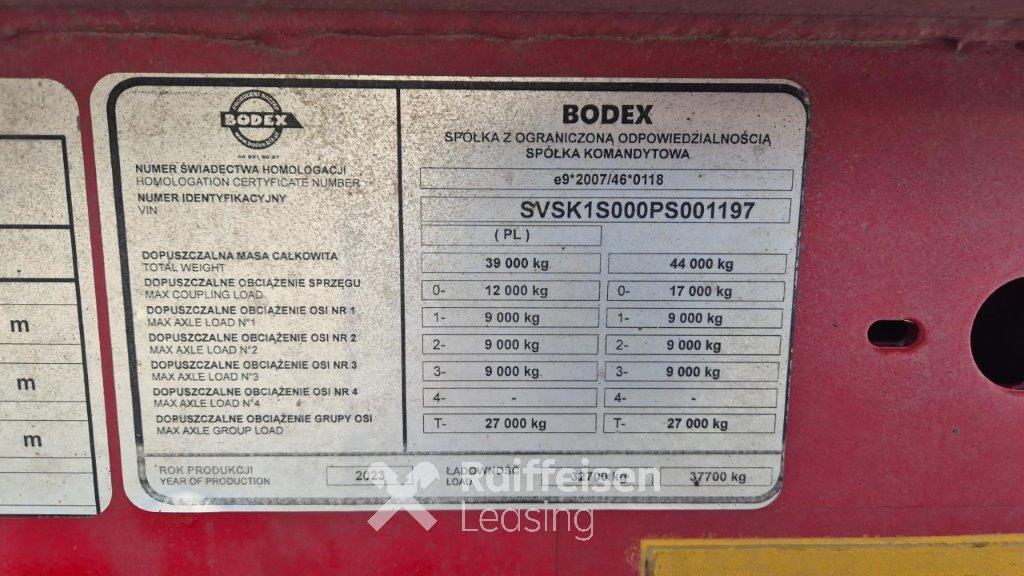 BODEX
BODEX
SPÓŁKA Z OGRANICZONĄ ODPOWIEDZIALNOŚCIĄ
SPÓŁKA KOMANDYTOWA
NUMER ŚWIADECTWA HOMOLOGACJI
HOMOLOGATION CERTYFICATE NUMBER
e9*2007/46*0118
NUMER IDENTYFIKACYJNY
VIN
SVSK1S000PS001197
( PL )
DOPUSZCZALNA MASA CAŁKOWITA
TOTAL WEIGHT
39 000 kg 44 000 kg
DOPUSZCZALNE OBCIĄŻENIE SPRZĘGU
MAX COUPLING LOAD
0- 12 000 kg 0- 17 000 kg
DOPUSZCZALNE OBCIĄŻENIE OSI NR 1
MAX AXLE LOAD N°1
1- 9 000 kg 1- 9 000 kg
DOPUSZCZALNE OBCIĄŻENIE OSI NR 2
MAX AXLE LOAD N°2
2- 9 000 kg 2- 9 000 kg
DOPUSZCZALNE OBCIĄŻENIE OSI NR 3
MAX AXLE LOAD N°3
3- 9 000 kg 3- 9 000 kg
DOPUSZCZALNE OBCIĄŻENIE OSI NR 4
MAX AXLE LOAD N°4
4- - 4- -
DOPUSZCZALNE OBCIĄŻENIE GRUPY OSI
MAX AXLE GROUP LOAD
T- 27 000 kg T- 27 000 kg
ROK PRODUKCJI
YEAR OF PRODUCTION
2023
ŁADOWNOŚĆ
LOAD
32700 kg 37700 kg
m
m
m
Raiffeisen
Leasing